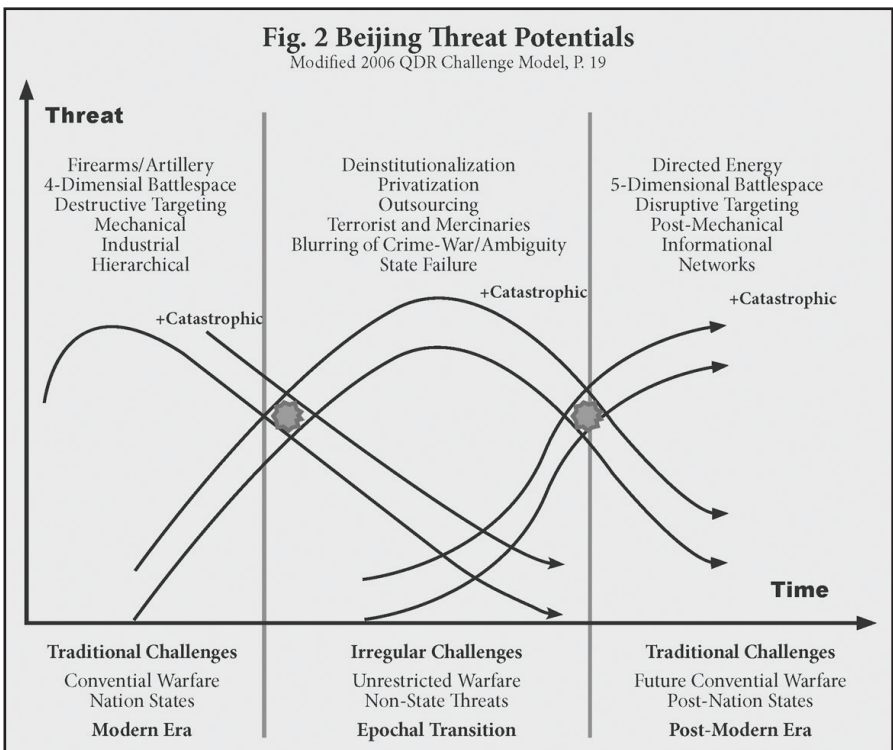 Fig. 2 Beijing Threat Potentials
Modified 2006 QDR Challenge Model, P. 19
Threat
Firearms/Artillery
4-Dimensial Battlespace
Destructive Targeting
Mechanical
Industrial
Hierarchical
+Catastrophic
Deinstitutionalization
Privatization
Outsourcing
Terrorist and Mercinaries
Blurring of Crime-War/Ambiguity
State Failure
+Catastrophic
Directed Energy
5-Dimensional Battlespace
Disruptive Targeting
Post-Mechanical
Informational
Networks
+Catastrophic
Time
Traditional Challenges
Convential Warfare
Nation States
Modern Era
Irregular Challenges
Unrestricted Warfare
Non-State Threats
Epochal Transition
Traditional Challenges
Future Convential Warfare
Post-Nation States
Post-Modern Era